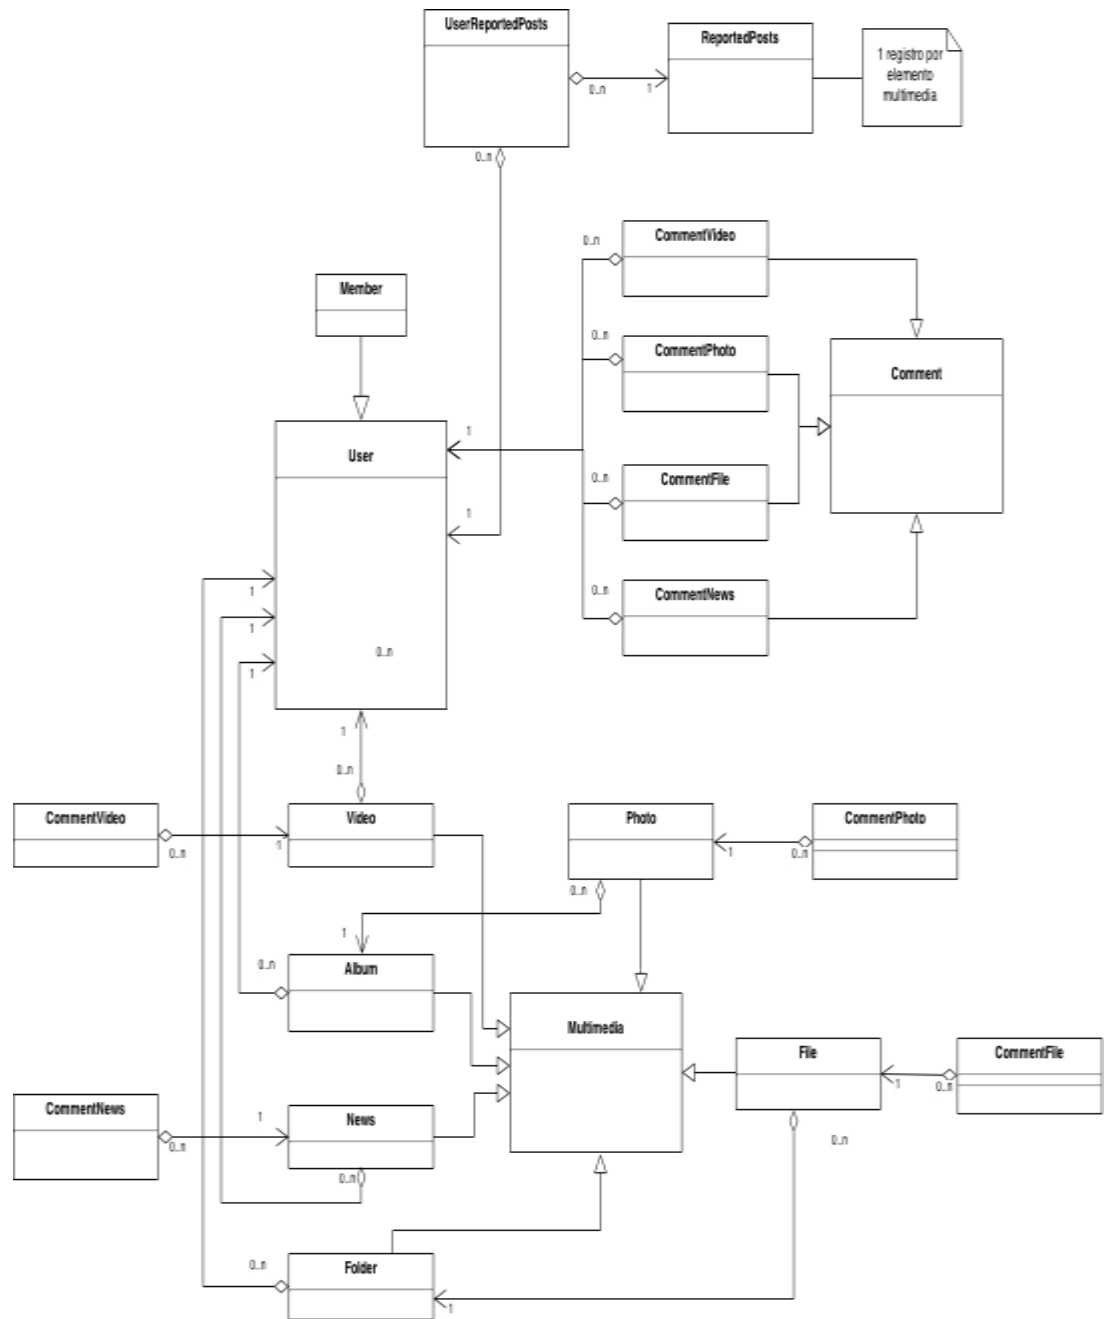 UserReportedPosts
ReportedPosts
1 registro por
elemento
multimedia
0..n
1
0..n
CommentVideo
0..n
Member
CommentPhoto
0..n
Comment
1
User
CommentFile
0..n
1
1
CommentNews
0..n
1
0..n
1
1
0..n
CommentVideo
Video
Photo
CommentPhoto
0..n
1
1
0..n
0..n
1
0..n
Album
Multimedia
File
CommentFile
1
0..n
CommentNews
1
News
0..n
0..n
0..n
0..n
Folder
1